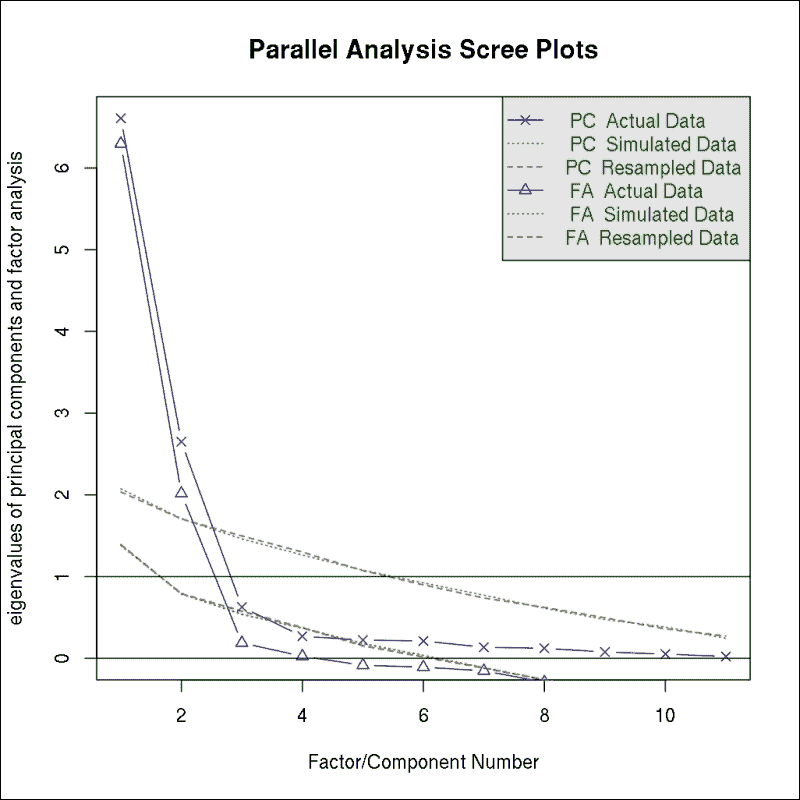 Parallel Analysis Scree Plots
PC Actual Data
PC Simulated Data
PC Resampled Data
FA Actual Data
FA Simulated Data
FA Resampled Data
eigenvalues of principal components and factor analysis
6
5
4
3
2
1
0
2 4 6 8 10
Factor/Component Number